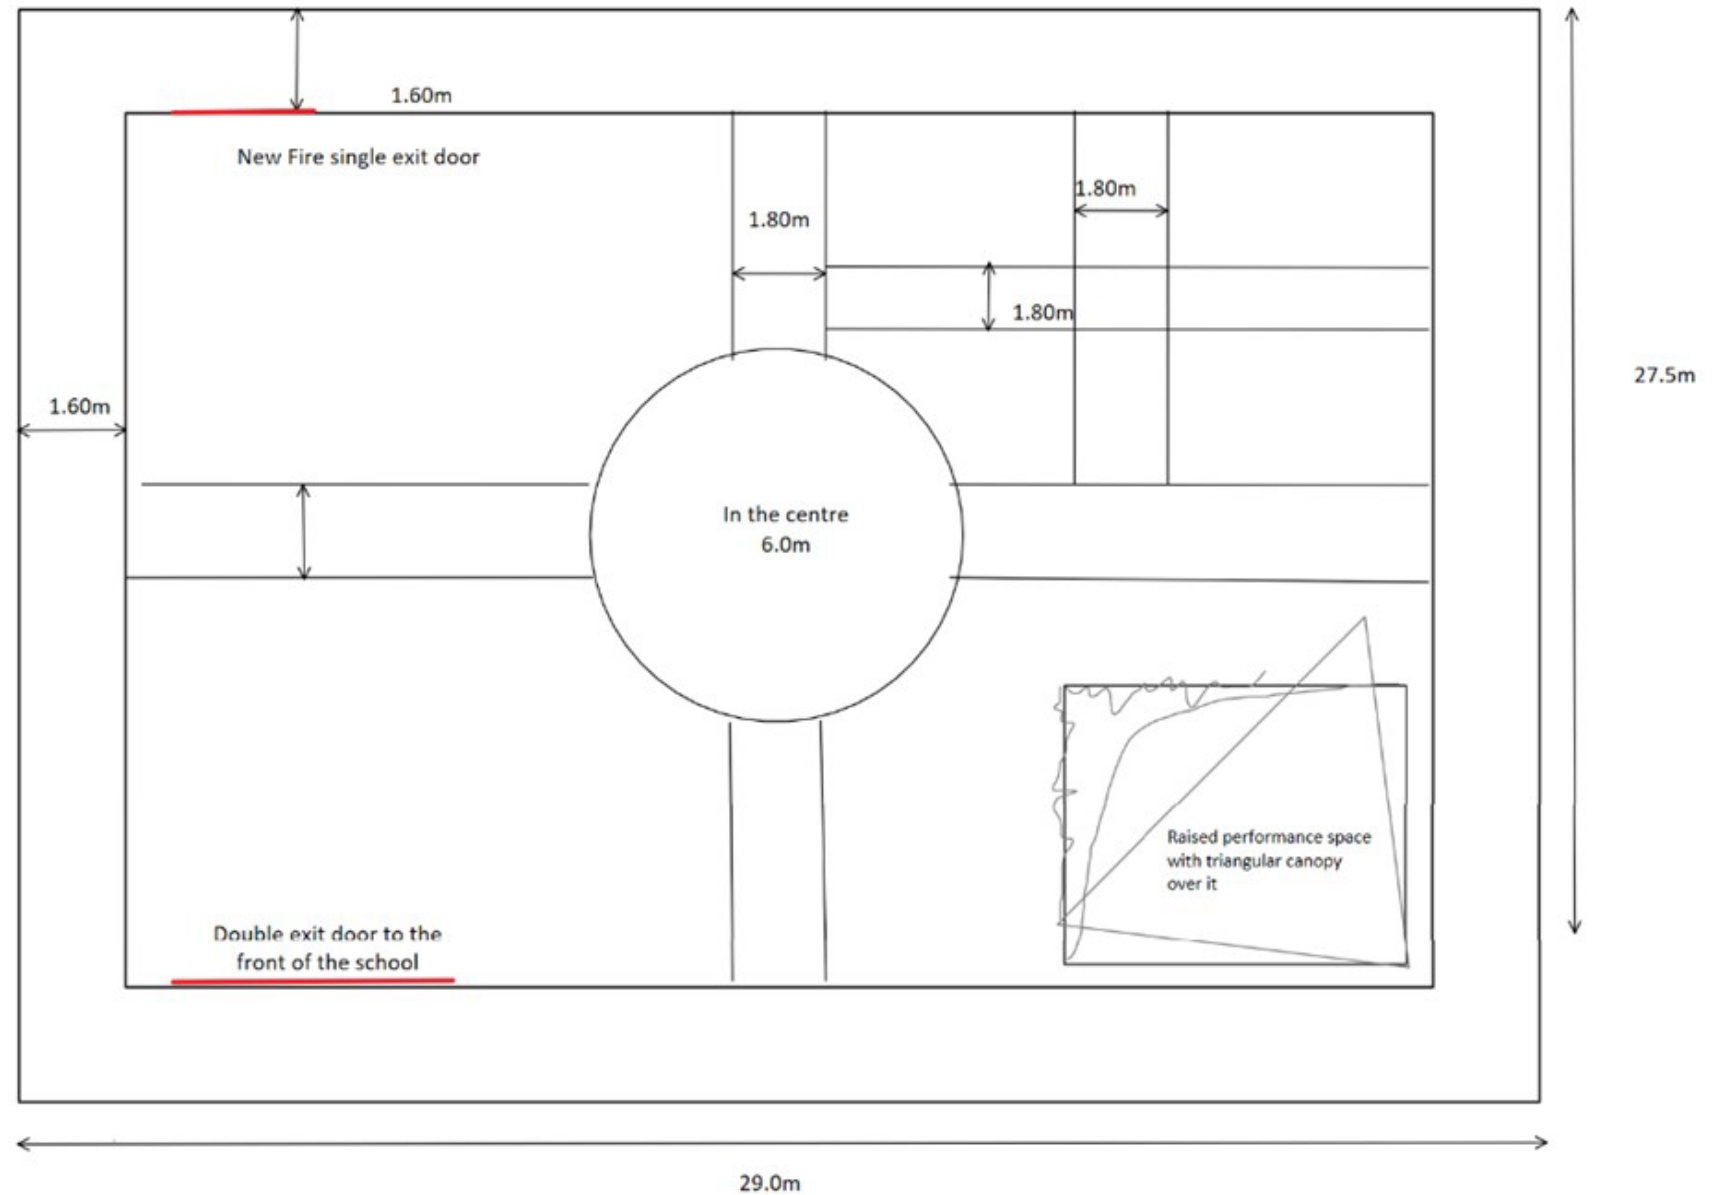 1.60m
New Fire single exit door
1.80m
1.80m
1.80m
27.5m
1.60m
In the centre
6.0m
Raised performance space
with triangular canopy
over it
Double exit door to the
front of the school
29.0m